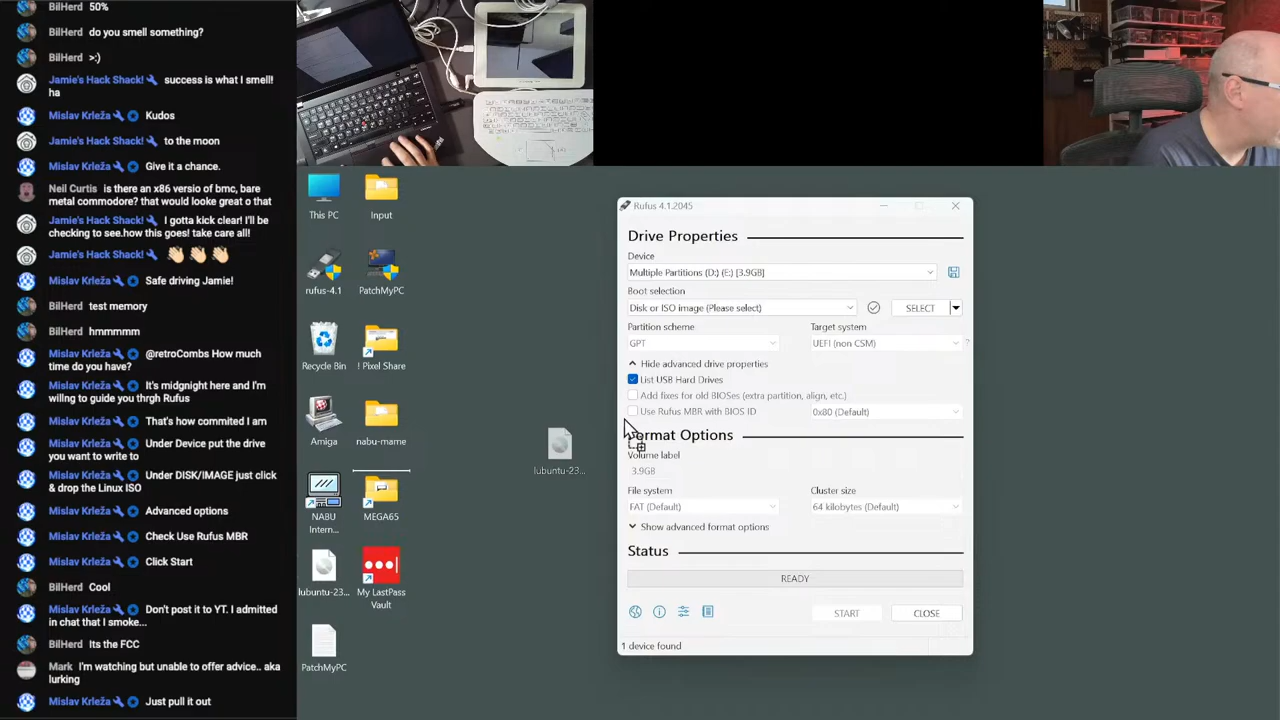 BilHerd 50%
BilHerd do you smell something?
BilHerd >:)
Jamie's Hack Shack! success is what I smell!
ha
Mislav Krleža Kudos
Jamie's Hack Shack! to the moon
Mislav Krleža Give it a chance.
Neil Curtis is there an x86 versio of bmc, bare
metal commodore? that would looke great o that
Jamie's Hack Shack! I gotta kick clear! I'll be
checking to see.how this goes! take care all!
Jamie's Hack Shack! 👋🏻👋🏻👋🏻
Mislav Krleža Safe driving Jamie!
BilHerd test memory
BilHerd hmmmmm
Mislav Krleža @retroCombs How much
time do you have?
Mislav Krleža It's midnght here and I'm
willng to guide you thrgh Rufus
Mislav Krleža That's how commited I am
Mislav Krleža Under Device put the drive
you want to write to
Mislav Krleža Under DISK/IMAGE just click
& drop the Linux ISO
Mislav Krleža Advanced options
Mislav Krleža Check Use Rufus MBR
Mislav Krleža Click Start
BilHerd Cool
Mislav Krleža Don't post it to YT. I admitted
in chat that I smoke...
BilHerd Its the FCC
Mark I'm watching but unable to offer advice.. aka
lurking
Mislav Krleža Just pull it out
This PC
Input
rufus-4.1
PatchMyPC
Recycle Bin
! Pixel Share
Amiga
nabu-mame
NABU
Intern...
MEGA65
lubuntu-23...
My LastPass
Vault
PatchMyPC
lubuntu-23...
Rufus 4.1.2045
Drive Properties
Device
Multiple Partitions (D:) (E:) [3.9GB]
Boot selection
Disk or ISO image (Please select)
SELECT
Partition scheme
Target system
GPT
UEFI (non CSM)
?
Hide advanced drive properties
List USB Hard Drives
Add fixes for old BIOSes (extra partition, align, etc.)
Use Rufus MBR with BIOS ID
0x80 (Default)
Format Options
Volume label
3.9GB
File system
Cluster size
FAT (Default)
64 kilobytes (Default)
Show advanced format options
Status
READY
START
CLOSE
1 device found